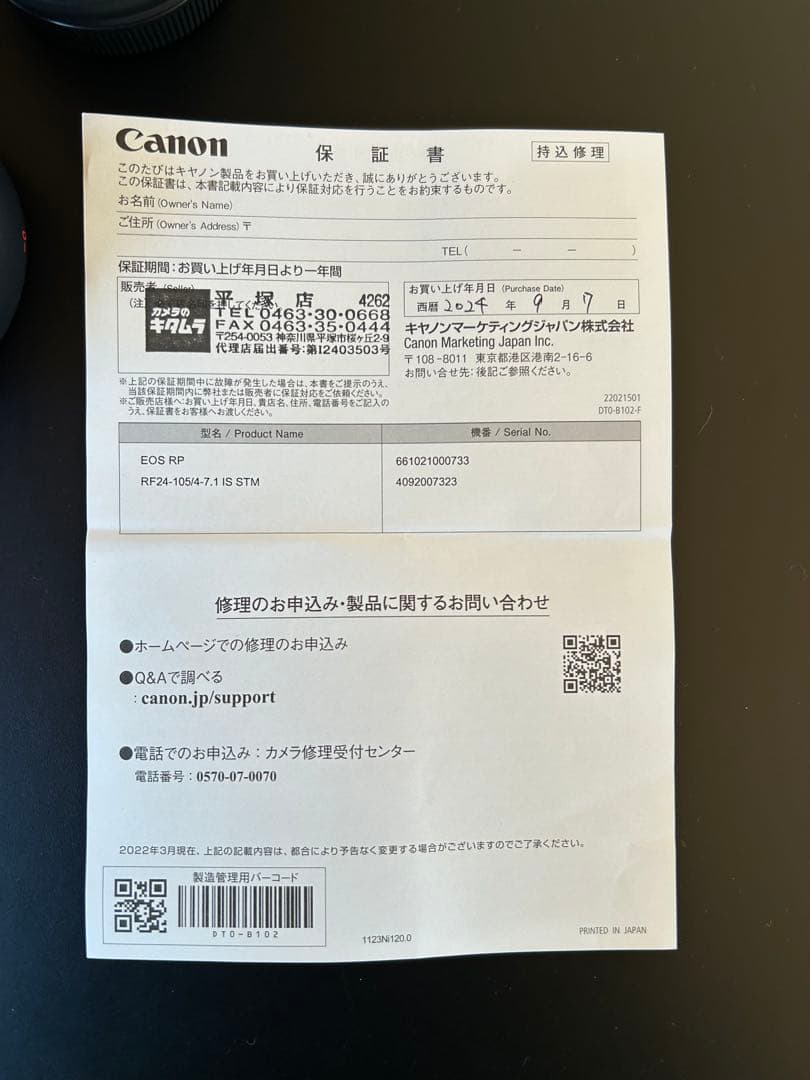 Canon
保証書
持込修理
このたびはキヤノン製品をお買い上げいただき、誠にありがとうございます。
この保証書は、本書記載内容により保証対応を行うことをお約束するものです。
お名前 (Owner's Name)
ご住所 (Owner's Address) 〒
TEL( － － )
保証期間：お買い上げ年月日より一年間
販売者 (Seller)
カメラの
キタムラ
平塚店 4262
TEL 0463-30-0668
FAX 0463-35-0444
〒254-0053 神奈川県平塚市桜ヶ丘2-9
代理店届出番号:第I2403503号
お買い上げ年月日 (Purchase Date)
西暦 2024 年 9 月 7 日
キヤノンマーケティングジャパン株式会社
Canon Marketing Japan Inc.
〒108-8011 東京都港区港南2-16-6
お問い合せ先：後記ご参照ください。
※上記の保証期間中に故障が発生した場合は、本書をご提示のうえ、
当該保証期間内に弊社または販売者に保証対応をご依頼ください。
※ご販売店様へ:お買い上げ年月日、貴店名、住所、電話番号をご記入の
うえ、保証書をお客様へお渡しください。
22021501
DT0-B102-F
型名 / Product Name
機番 / Serial No.
EOS RP 661021000733
RF24-105/4-7.1 IS STM 4092007323
修理のお申込み・製品に関するお問い合わせ
●ホームページでの修理のお申込み
●Q&Aで調べる
：canon.jp/support
●電話でのお申込み：カメラ修理受付センター
電話番号：0570-07-0070
2022年3月現在、上記の記載内容は、都合により予告なく変更する場合がございますのでご了承ください。
製造管理用バーコード
DT0-B102
1123Ni120.0
PRINTED IN JAPAN